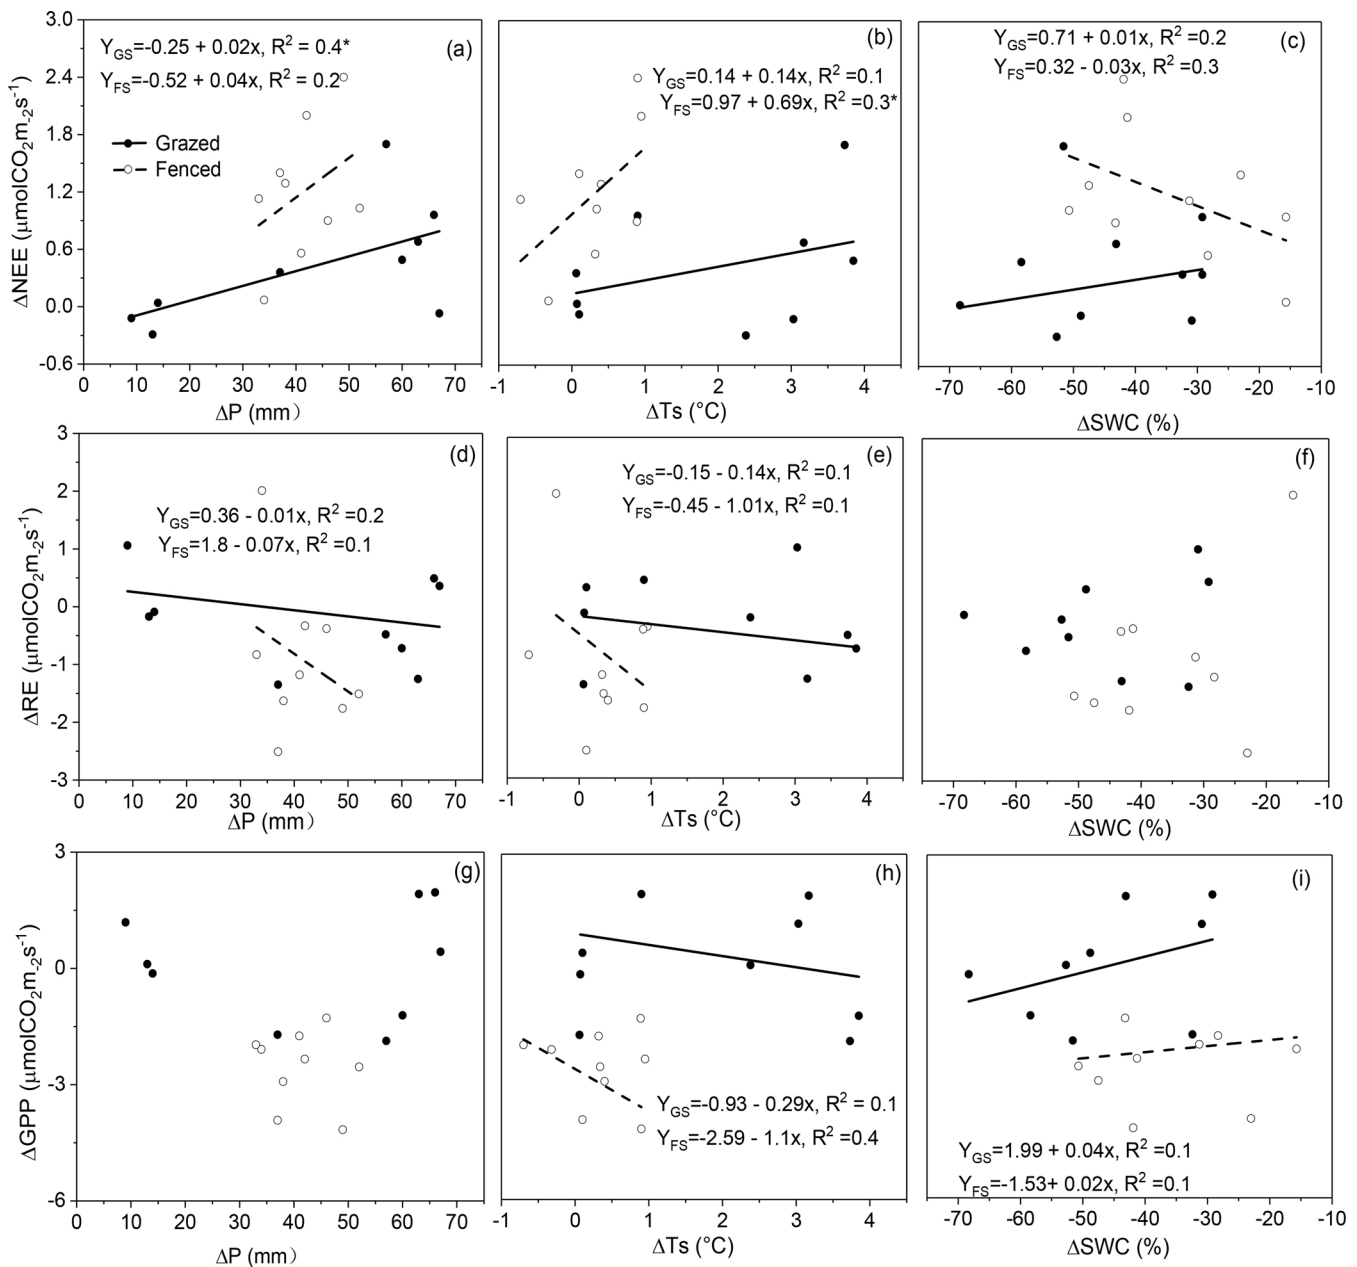 3.0
2.4
1.8
1.2
0.6
0.0
-0.6
ΔNEE (μmolCO₂m₋₂s⁻¹)
Y_GS=-0.25 + 0.02x, R² = 0.4*
Y_FS=-0.52 + 0.04x, R² = 0.2
(a)
Grazed
Fenced
0 10 20 30 40 50 60 70
ΔP (mm）
(b)
Y_GS=0.14 + 0.14x, R² =0.1
Y_FS=0.97 + 0.69x, R² =0.3*
-1 0 1 2 3 4
ΔTs (°C)
Y_GS=0.71 + 0.01x, R² =0.2
Y_FS=0.32 - 0.03x, R² =0.3
(c)
-70 -60 -50 -40 -30 -20 -10
ΔSWC (%)
3
2
1
0
-1
-2
-3
ΔRE (μmolCO₂m₋₂s⁻¹)
(d)
Y_GS=0.36 - 0.01x, R² =0.2
Y_FS=1.8 - 0.07x, R² =0.1
0 10 20 30 40 50 60 70
ΔP (mm）
(e)
Y_GS=-0.15 - 0.14x, R² =0.1
Y_FS=-0.45 - 1.01x, R² =0.1
-1 0 1 2 3 4
ΔTs (°C)
(f)
-70 -60 -50 -40 -30 -20 -10
ΔSWC (%)
3
0
-3
-6
ΔGPP (μmolCO₂m₋₂s⁻¹)
(g)
0 10 20 30 40 50 60 70
ΔP (mm)
(h)
Y_GS=-0.93 - 0.29x, R² = 0.1
Y_FS=-2.59 - 1.1x, R² =0.4
-1 0 1 2 3 4
ΔTs (°C)
(i)
Y_GS=1.99 + 0.04x, R² =0.1
Y_FS=-1.53+ 0.02x, R² =0.1
-70 -60 -50 -40 -30 -20 -10
ΔSWC (%)